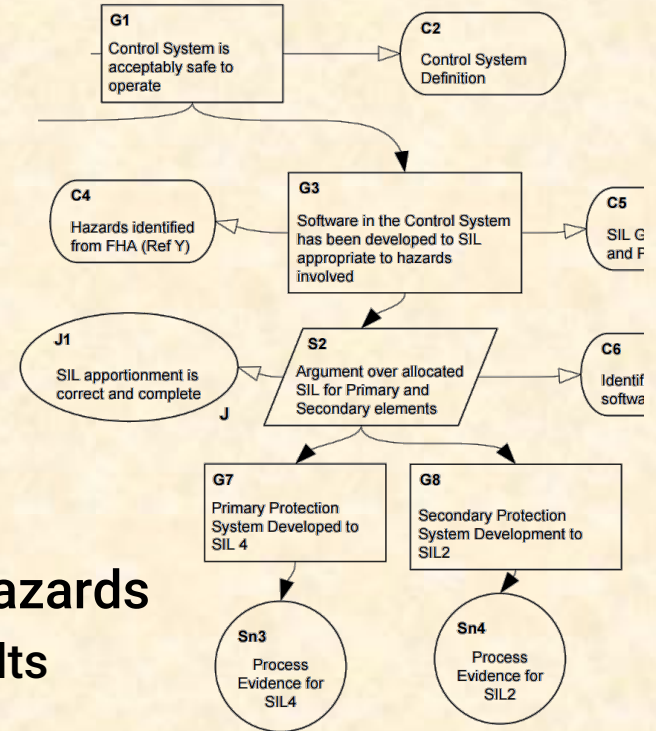 G1
Control System is
acceptably safe to
operate
C2
Control System
Definition
C4
Hazards identified
from FHA (Ref Y)
G3
Software in the Control System
has been developed to SIL
appropriate to hazards
involved
C5
SIL
and
J1
SIL apportionment is
correct and complete
J
S2
Argument over allocated
SIL for Primary and
Secondary elements
C6
G7
Primary Protection
System Developed to
SIL 4
G8
Secondary Protection
System Development to
SIL2
Sn3
Process
Evidence for
SIL4
Sn4
Process
Evidence for
SIL2